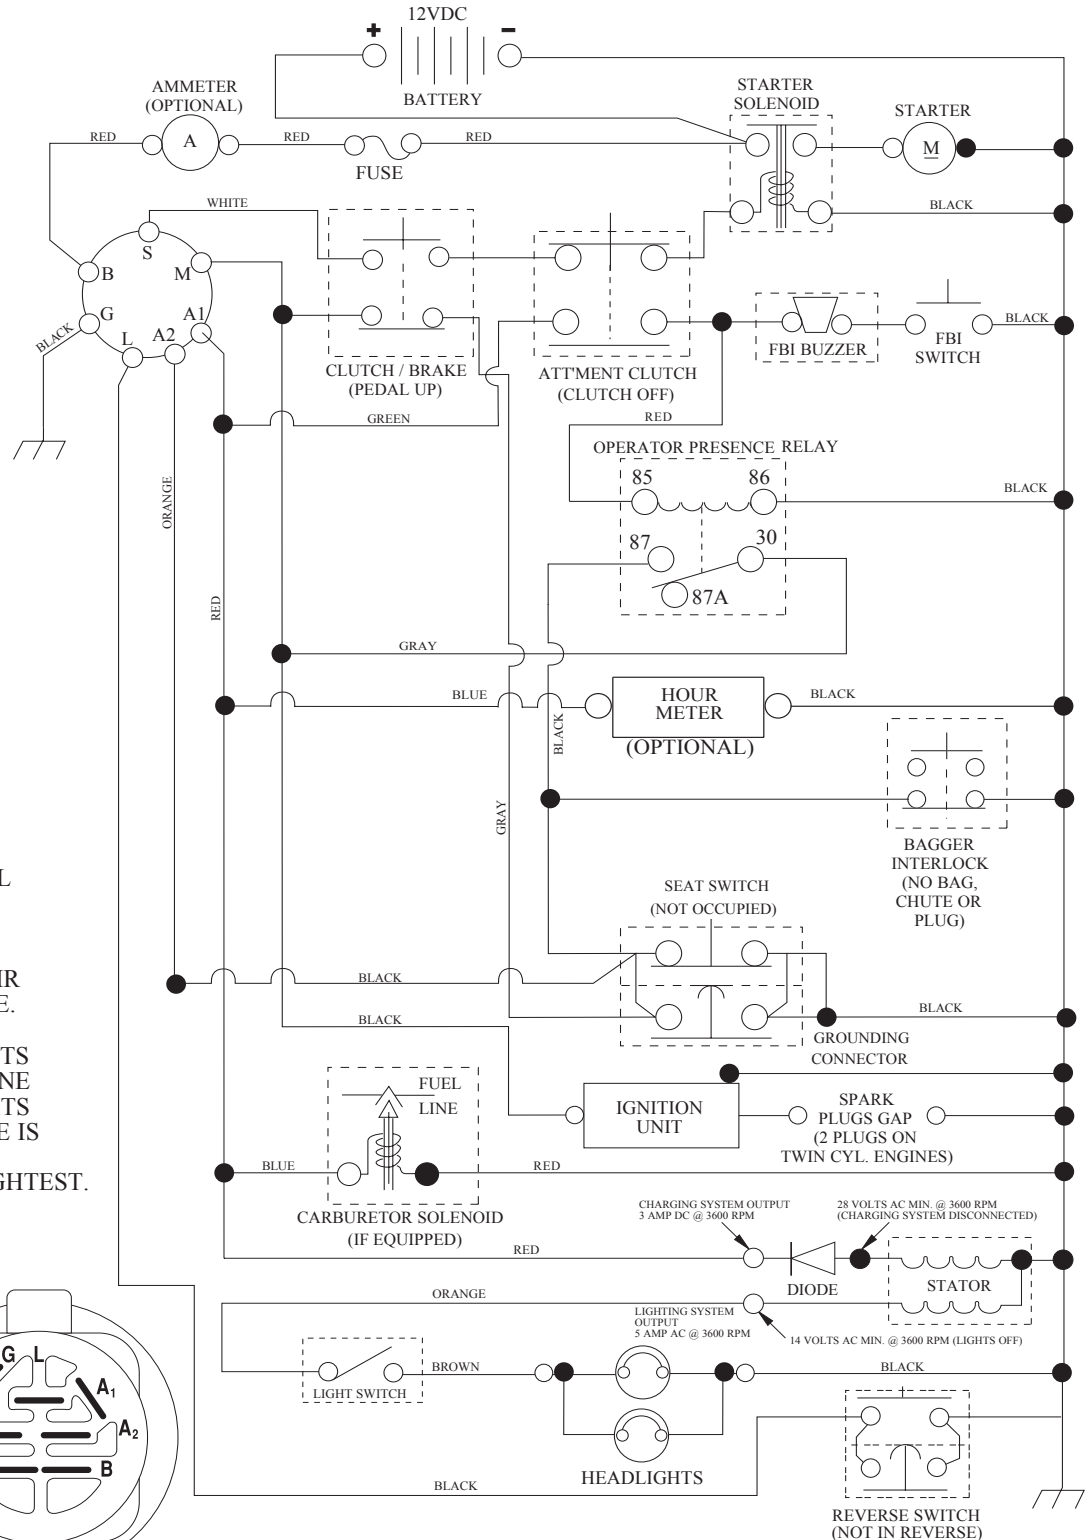 12VDC
+
-
BATTERY
AMMETER
(OPTIONAL)
A
RED
RED
FUSE
RED
STARTER
SOLENOID
STARTER
M
BLACK
WHITE
S
B
M
G
A1
L
A2
BLACK
CLUTCH / BRAKE
(PEDAL UP)
ATT'MENT CLUTCH
(CLUTCH OFF)
FBI BUZZER
FBI
SWITCH
BLACK
GREEN
RED
OPERATOR PRESENCE RELAY
85
86
87
30
87A
BLACK
ORANGE
RED
GRAY
BLUE
HOUR
METER
(OPTIONAL)
BLACK
BLACK
GRAY
BAGGER
INTERLOCK
(NO BAG,
CHUTE OR
PLUG)
SEAT SWITCH
(NOT OCCUPIED)
BLACK
BLACK
BLACK
GROUNDING
CONNECTOR
L
IR
E.
TS
NE
TS
E IS
GHTEST.
FUEL
LINE
BLUE
RED
CARBURETOR SOLENOID
(IF EQUIPPED)
IGNITION
UNIT
SPARK
PLUGS GAP
(2 PLUGS ON
TWIN CYL. ENGINES)
CHARGING SYSTEM OUTPUT
3 AMP DC @ 3600 RPM
28 VOLTS AC MIN. @ 3600 RPM
(CHARGING SYSTEM DISCONNECTED)
RED
DIODE
STATOR
ORANGE
LIGHTING SYSTEM
OUTPUT
5 AMP AC @ 3600 RPM
14 VOLTS AC MIN. @ 3600 RPM (LIGHTS OFF)
LIGHT SWITCH
BROWN
BLACK
HEADLIGHTS
BLACK
REVERSE SWITCH
(NOT IN REVERSE)
G
L
A1
A2
B